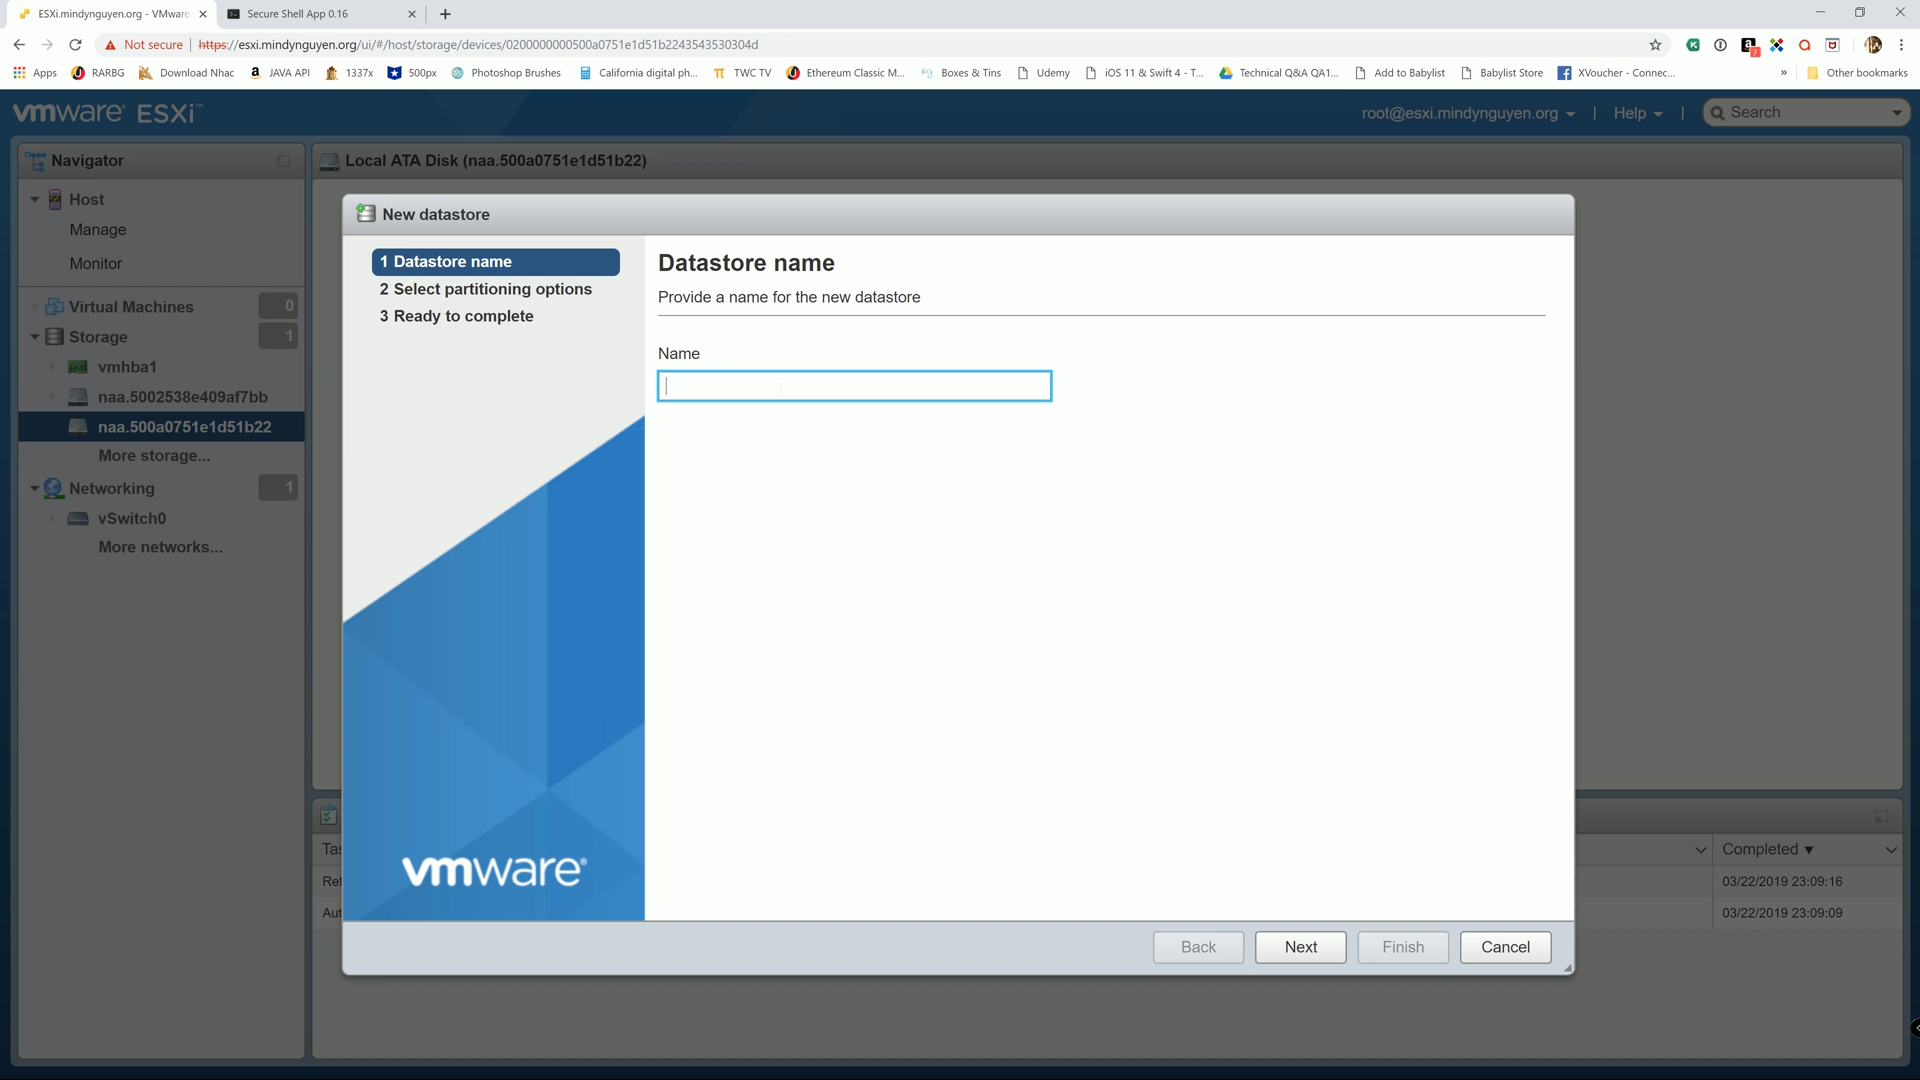 ESXi.mindynguyen.org - VMware
Secure Shell App 0.16
Not secure
https://esxi.mindynguyen.org/ui/#/host/storage/devices/0200000000500a0751e1d51b2243543530304d
7
Apps
RARBG
Download Nhac
JAVA API
1337x
500px
Photoshop Brushes
California digital ph...
TWC TV
Ethereum Classic M...
Boxes & Tins
Udemy
iOS 11 & Swift 4 - T...
Technical Q&A QA1...
Add to Babylist
Babylist Store
XVoucher - Connec...
»
Other bookmarks
vmware ESXi™
root@esxi.mindynguyen.org
Help
Search
Navigator
Host
Manage
Monitor
Virtual Machines
0
Storage
1
vmhba1
naa.5002538e409af7bb
naa.500a0751e1d51b22
More storage...
Networking
1
vSwitch0
More networks...
Local ATA Disk (naa.500a0751e1d51b22)
New datastore
1 Datastore name
2 Select partitioning options
3 Ready to complete
vmware®
Datastore name
Provide a name for the new datastore
Name
Back
Next
Finish
Cancel
Completed ▼
03/22/2019 23:09:16
03/22/2019 23:09:09